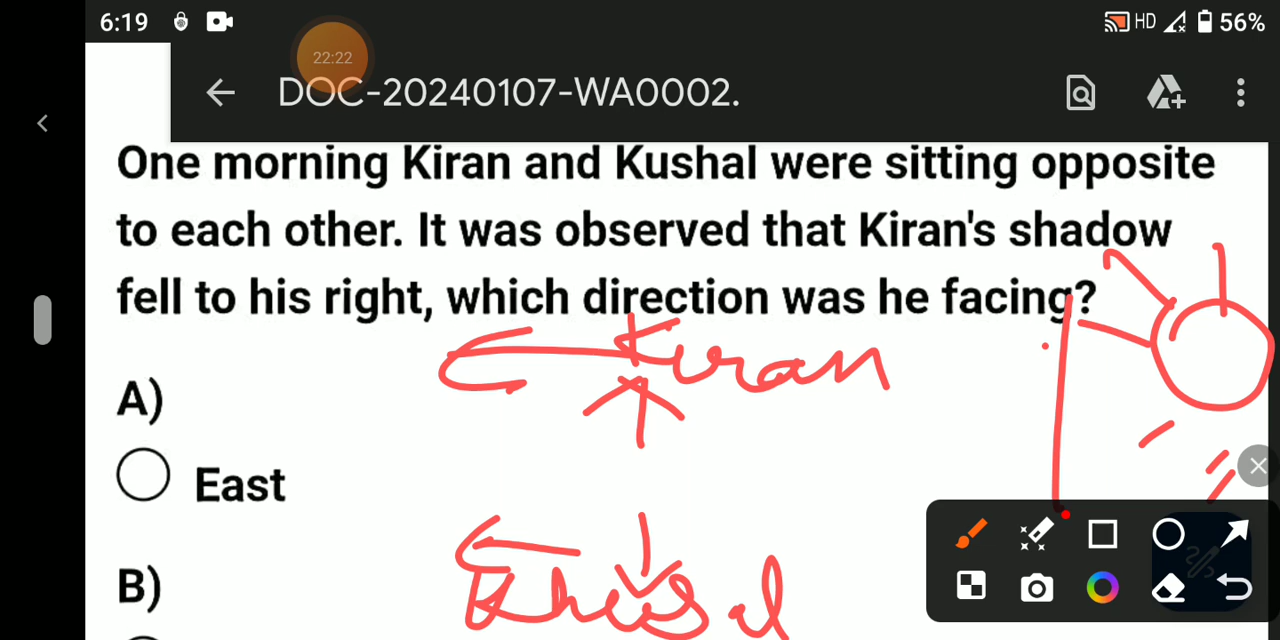 6:19 HD 56%
22:22
DOC-20240107-WA0002.
One morning Kiran and Kushal were sitting opposite
to each other. It was observed that Kiran's shadow
fell to his right, which direction was he facing?
Kiran
A)
East
B)